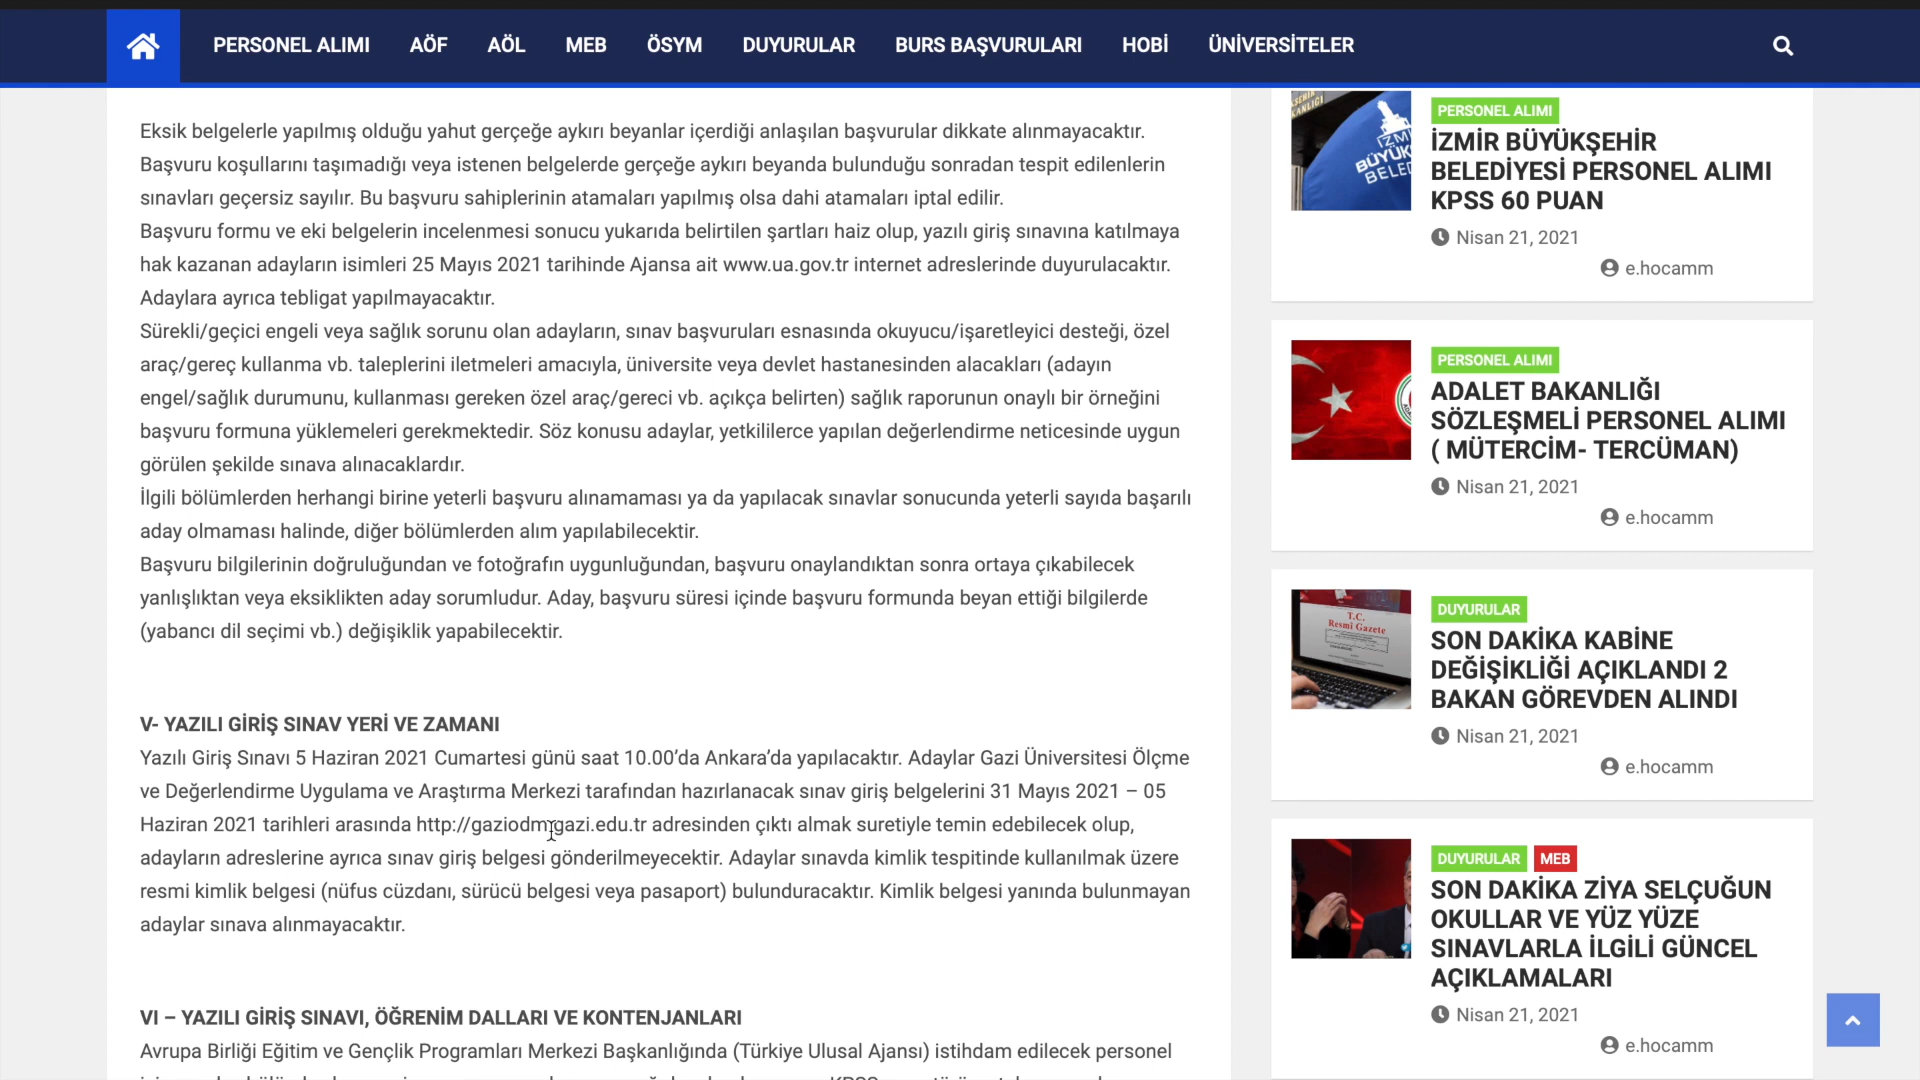 PERSONEL ALIMI AÖF AÖL MEB ÖSYM DUYURULAR BURS BAŞVURULARI HOBİ ÜNİVERSİTELER
Eksik belgelerle yapılmış olduğu yahut gerçeğe aykırı beyanlar içerdiği anlaşılan başvurular dikkate alınmayacaktır.
Başvuru koşullarını taşımadığı veya istenen belgelerde gerçeğe aykırı beyanda bulunduğu sonradan tespit edilenlerin
sınavları geçersiz sayılır. Bu başvuru sahiplerinin atamaları yapılmış olsa dahi atamaları iptal edilir.
Başvuru formu ve eki belgelerin incelenmesi sonucu yukarıda belirtilen şartları haiz olup, yazılı giriş sınavına katılmaya
hak kazanan adayların isimleri 25 Mayıs 2021 tarihinde Ajansa ait www.ua.gov.tr internet adreslerinde duyurulacaktır.
Adaylara ayrıca tebligat yapılmayacaktır.
Sürekli/geçici engeli veya sağlık sorunu olan adayların, sınav başvuruları esnasında okuyucu/işaretleyici desteği, özel
araç/gereç kullanma vb. taleplerini iletmeleri amacıyla, üniversite veya devlet hastanesinden alacakları (adayın
engel/sağlık durumunu, kullanması gereken özel araç/gereci vb. açıkça belirten) sağlık raporunun onaylı bir örneğini
başvuru formuna yüklemeleri gerekmektedir. Söz konusu adaylar, yetkililerce yapılan değerlendirme neticesinde uygun
görülen şekilde sınava alınacaklardır.
İlgili bölümlerden herhangi birine yeterli başvuru alınamaması ya da yapılacak sınavlar sonucunda yeterli sayıda başarılı
aday olmaması halinde, diğer bölümlerden alım yapılabilecektir.
Başvuru bilgilerinin doğruluğundan ve fotoğrafın uygunluğundan, başvuru onaylandıktan sonra ortaya çıkabilecek
yanlışlıktan veya eksiklikten aday sorumludur. Aday, başvuru süresi içinde başvuru formunda beyan ettiği bilgilerde
(yabancı dil seçimi vb.) değişiklik yapabilecektir.
V- YAZILI GİRİŞ SINAV YERİ VE ZAMANI
Yazılı Giriş Sınavı 5 Haziran 2021 Cumartesi günü saat 10.00’da Ankara’da yapılacaktır. Adaylar Gazi Üniversitesi Ölçme
ve Değerlendirme Uygulama ve Araştırma Merkezi tarafından hazırlanacak sınav giriş belgelerini 31 Mayıs 2021 – 05
Haziran 2021 tarihleri arasında http://gaziodm.gazi.edu.tr adresinden çıktı almak suretiyle temin edebilecek olup,
adayların adreslerine ayrıca sınav giriş belgesi gönderilmeyecektir. Adaylar sınavda kimlik tespitinde kullanılmak üzere
resmi kimlik belgesi (nüfus cüzdanı, sürücü belgesi veya pasaport) bulunduracaktır. Kimlik belgesi yanında bulunmayan
adaylar sınava alınmayacaktır.
VI – YAZILI GİRİŞ SINAVI, ÖĞRENİM DALLARI VE KONTENJANLARI
Avrupa Birliği Eğitim ve Gençlik Programları Merkezi Başkanlığında (Türkiye Ulusal Ajansı) istihdam edilecek personel
PERSONEL ALIMI
İZMİR BÜYÜKŞEHİR
BELEDİYESİ PERSONEL ALIMI
KPSS 60 PUAN
Nisan 21, 2021
e.hocamm
PERSONEL ALIMI
ADALET BAKANLIĞI
SÖZLEŞMELİ PERSONEL ALIMI
( MÜTERCİM- TERCÜMAN)
Nisan 21, 2021
e.hocamm
T.C.
Resmî Gazete
DUYURULAR
SON DAKİKA KABİNE
DEĞİŞİKLİĞİ AÇIKLANDI 2
BAKAN GÖREVDEN ALINDI
Nisan 21, 2021
e.hocamm
DUYURULAR MEB
SON DAKİKA ZİYA SELÇUĞUN
OKULLAR VE YÜZ YÜZE
SINAVLARLA İLGİLİ GÜNCEL
AÇIKLAMALARI
Nisan 21, 2021
e.hocamm